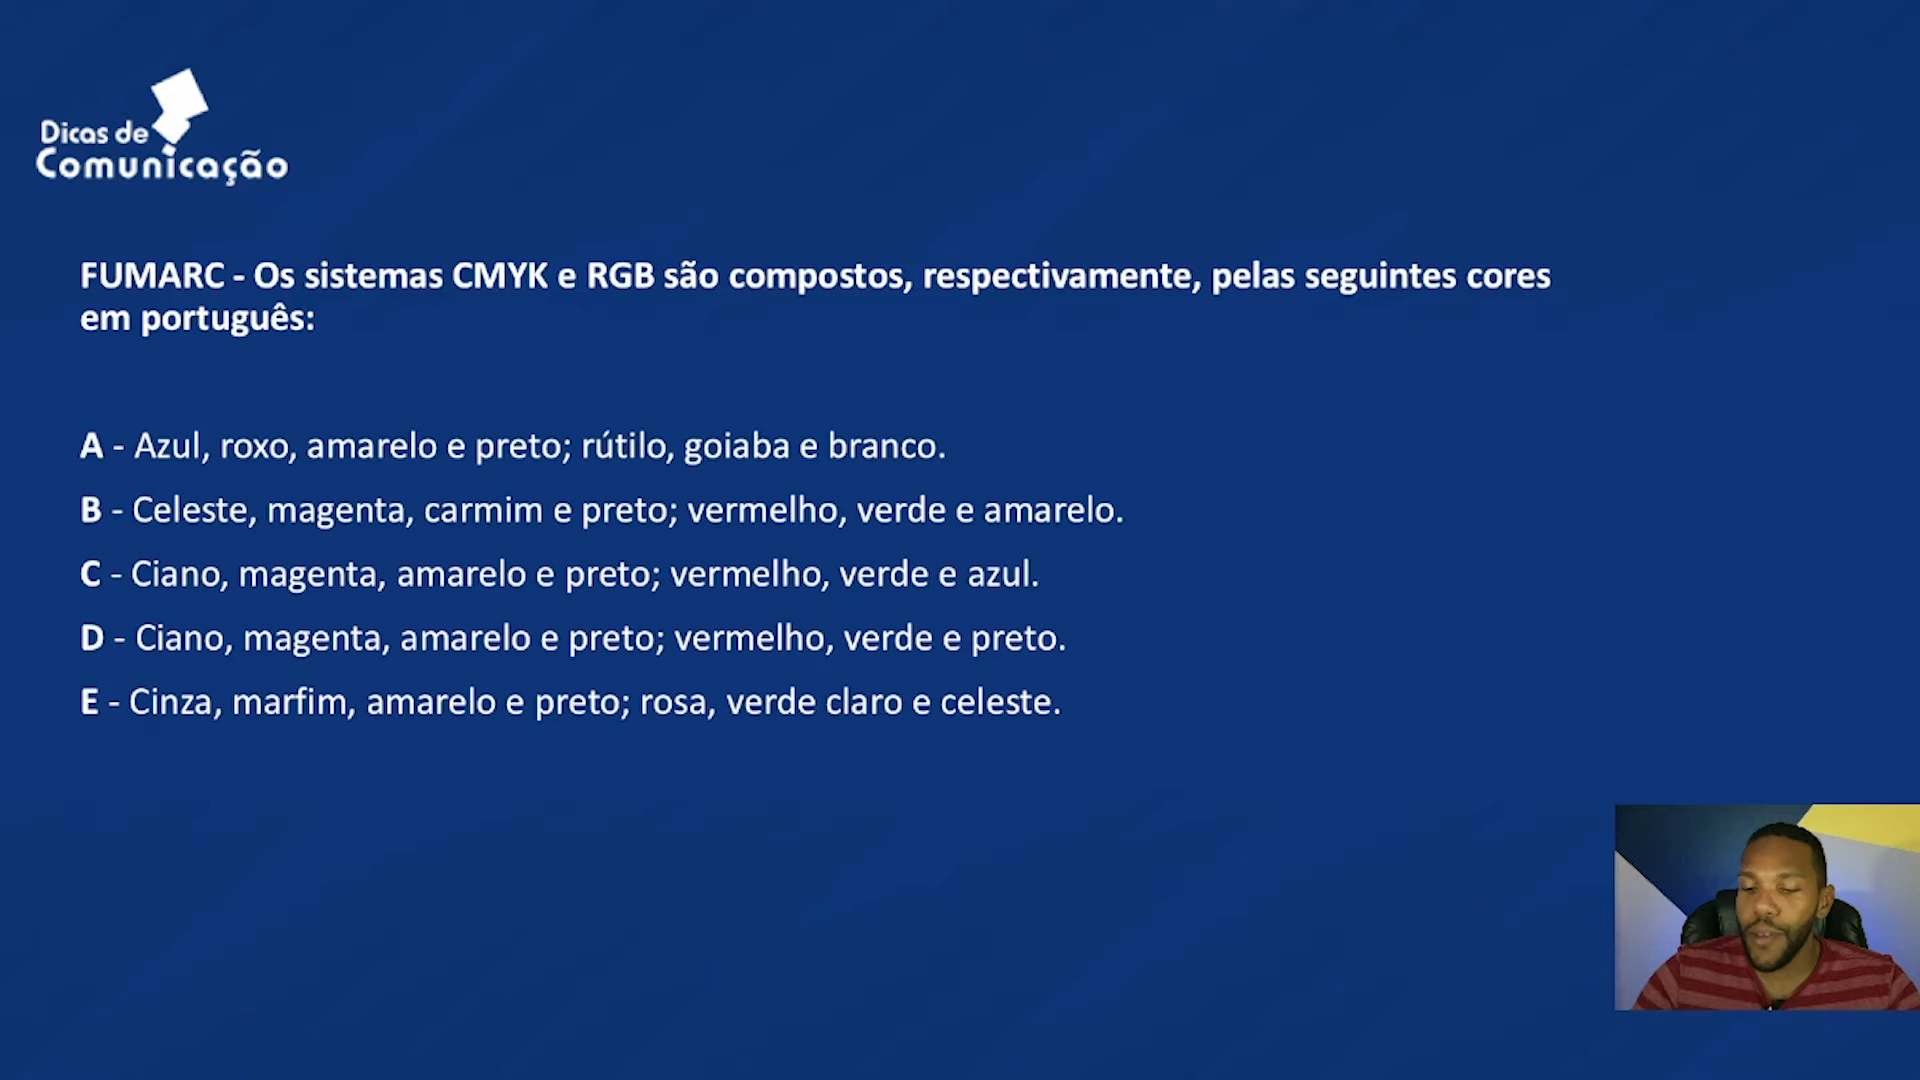 Dicas de
Comunicação
FUMARC - Os sistemas CMYK e RGB são compostos, respectivamente, pelas seguintes cores
em português:
A - Azul, roxo, amarelo e preto; rútilo, goiaba e branco.
B - Celeste, magenta, carmim e preto; vermelho, verde e amarelo.
C - Ciano, magenta, amarelo e preto; vermelho, verde e azul.
D - Ciano, magenta, amarelo e preto; vermelho, verde e preto.
E - Cinza, marfim, amarelo e preto; rosa, verde claro e celeste.